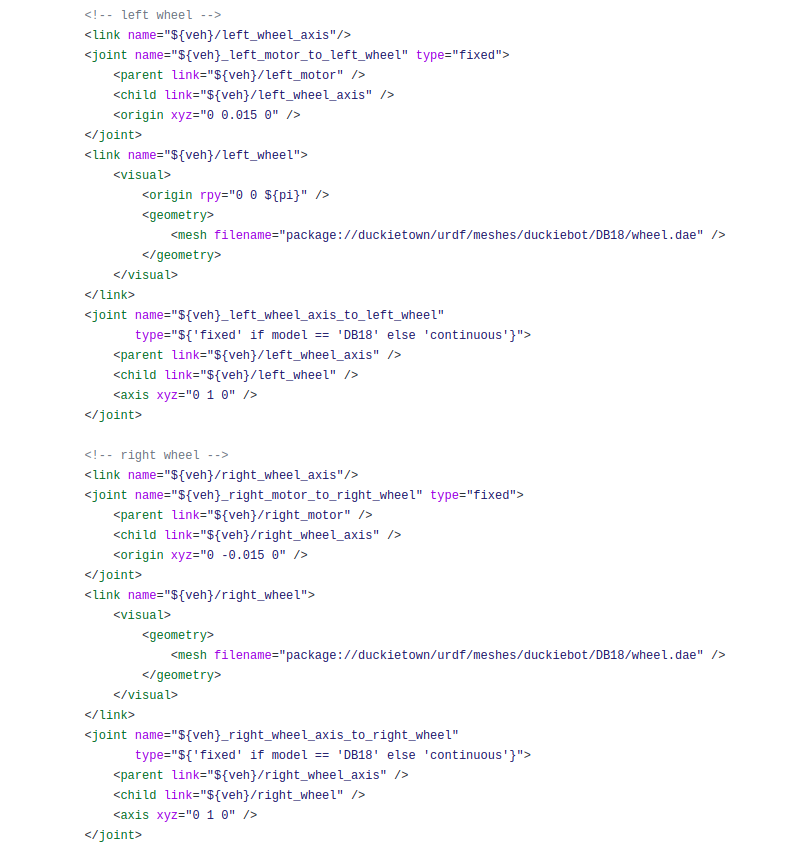 <!-- left wheel -->
<link name="${veh}/left_wheel_axis"/>
<joint name="${veh}_left_motor_to_left_wheel" type="fixed">
    <parent link="${veh}/left_motor" />
    <child link="${veh}/left_wheel_axis" />
    <origin xyz="0 0.015 0" />
</joint>
<link name="${veh}/left_wheel">
    <visual>
        <origin rpy="0 0 ${pi}" />
        <geometry>
            <mesh filename="package://duckietown/urdf/meshes/duckiebot/DB18/wheel.dae" />
        </geometry>
    </visual>
</link>
<joint name="${veh}_left_wheel_axis_to_left_wheel"
       type="${'fixed' if model == 'DB18' else 'continuous'}">
    <parent link="${veh}/left_wheel_axis" />
    <child link="${veh}/left_wheel" />
    <axis xyz="0 1 0" />
</joint>

<!-- right wheel -->
<link name="${veh}/right_wheel_axis"/>
<joint name="${veh}_right_motor_to_right_wheel" type="fixed">
    <parent link="${veh}/right_motor" />
    <child link="${veh}/right_wheel_axis" />
    <origin xyz="0 -0.015 0" />
</joint>
<link name="${veh}/right_wheel">
    <visual>
        <geometry>
            <mesh filename="package://duckietown/urdf/meshes/duckiebot/DB18/wheel.dae" />
        </geometry>
    </visual>
</link>
<joint name="${veh}_right_wheel_axis_to_right_wheel"
       type="${'fixed' if model == 'DB18' else 'continuous'}">
    <parent link="${veh}/right_wheel_axis" />
    <child link="${veh}/right_wheel" />
    <axis xyz="0 1 0" />
</joint>